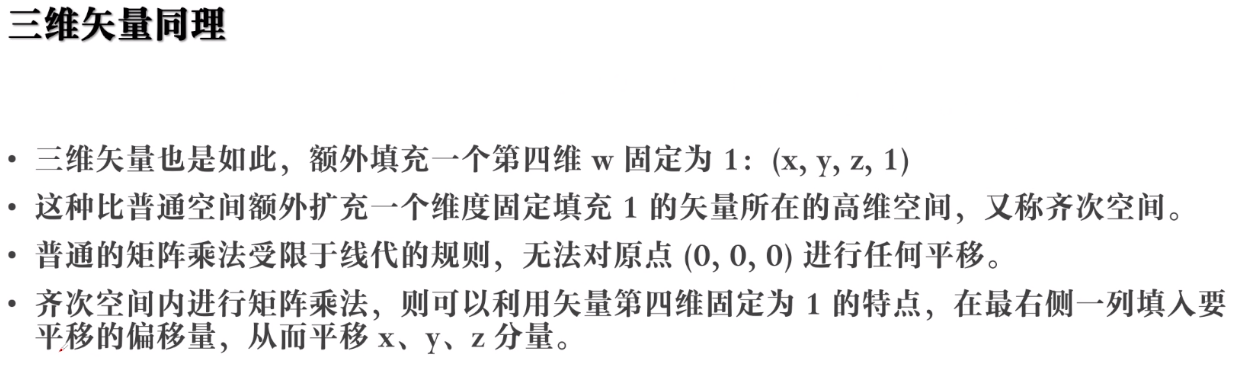 三维矢量同理
• 三维矢量也是如此，额外填充一个第四维 w 固定为 1：(x, y, z, 1)
• 这种比普通空间额外扩充一个维度固定填充 1 的矢量所在的高维空间，又称齐次空间。
• 普通的矩阵乘法受限于线代的规则，无法对原点 (0, 0, 0) 进行任何平移。
• 齐次空间内进行矩阵乘法，则可以利用矢量第四维固定为 1 的特点，在最右侧一列填入要
平移的偏移量，从而平移 x、y、z 分量。